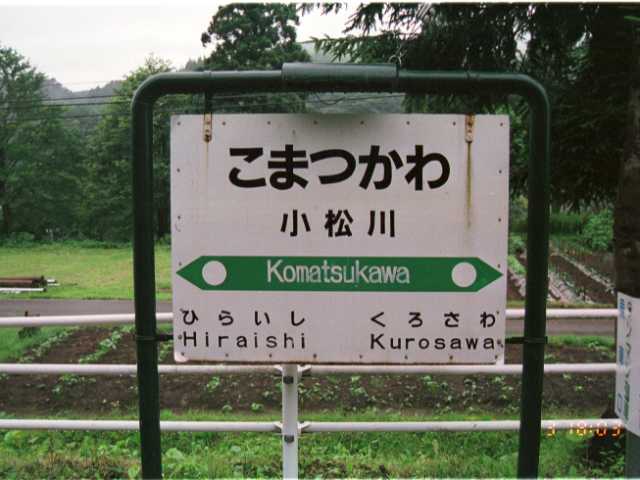 こまつかわ
小松川
Komatsukawa
ひらいし くろさわ
Hiraishi Kurosawa
3 18:03